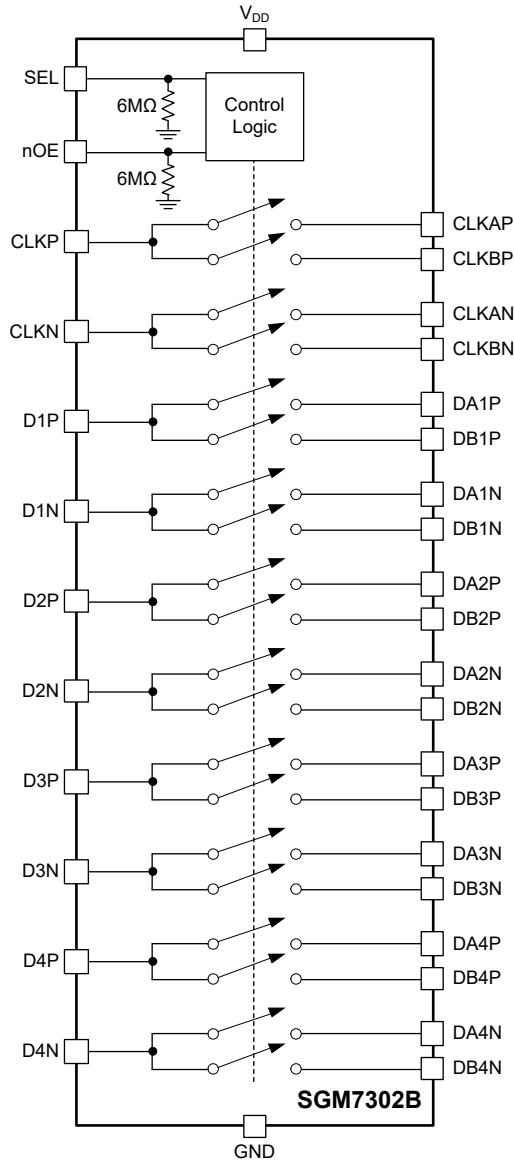 VDD
SEL
6MΩ
Control
Logic
nOE
6MΩ
CLKP
CLKAP
CLKBP
CLKN
CLKAN
CLKBN
D1P
DA1P
DB1P
D1N
DA1N
DB1N
D2P
DA2P
DB2P
D2N
DA2N
DB2N
D3P
DA3P
DB3P
D3N
DA3N
DB3N
D4P
DA4P
DB4P
D4N
DA4N
DB4N
SGM7302B
GND